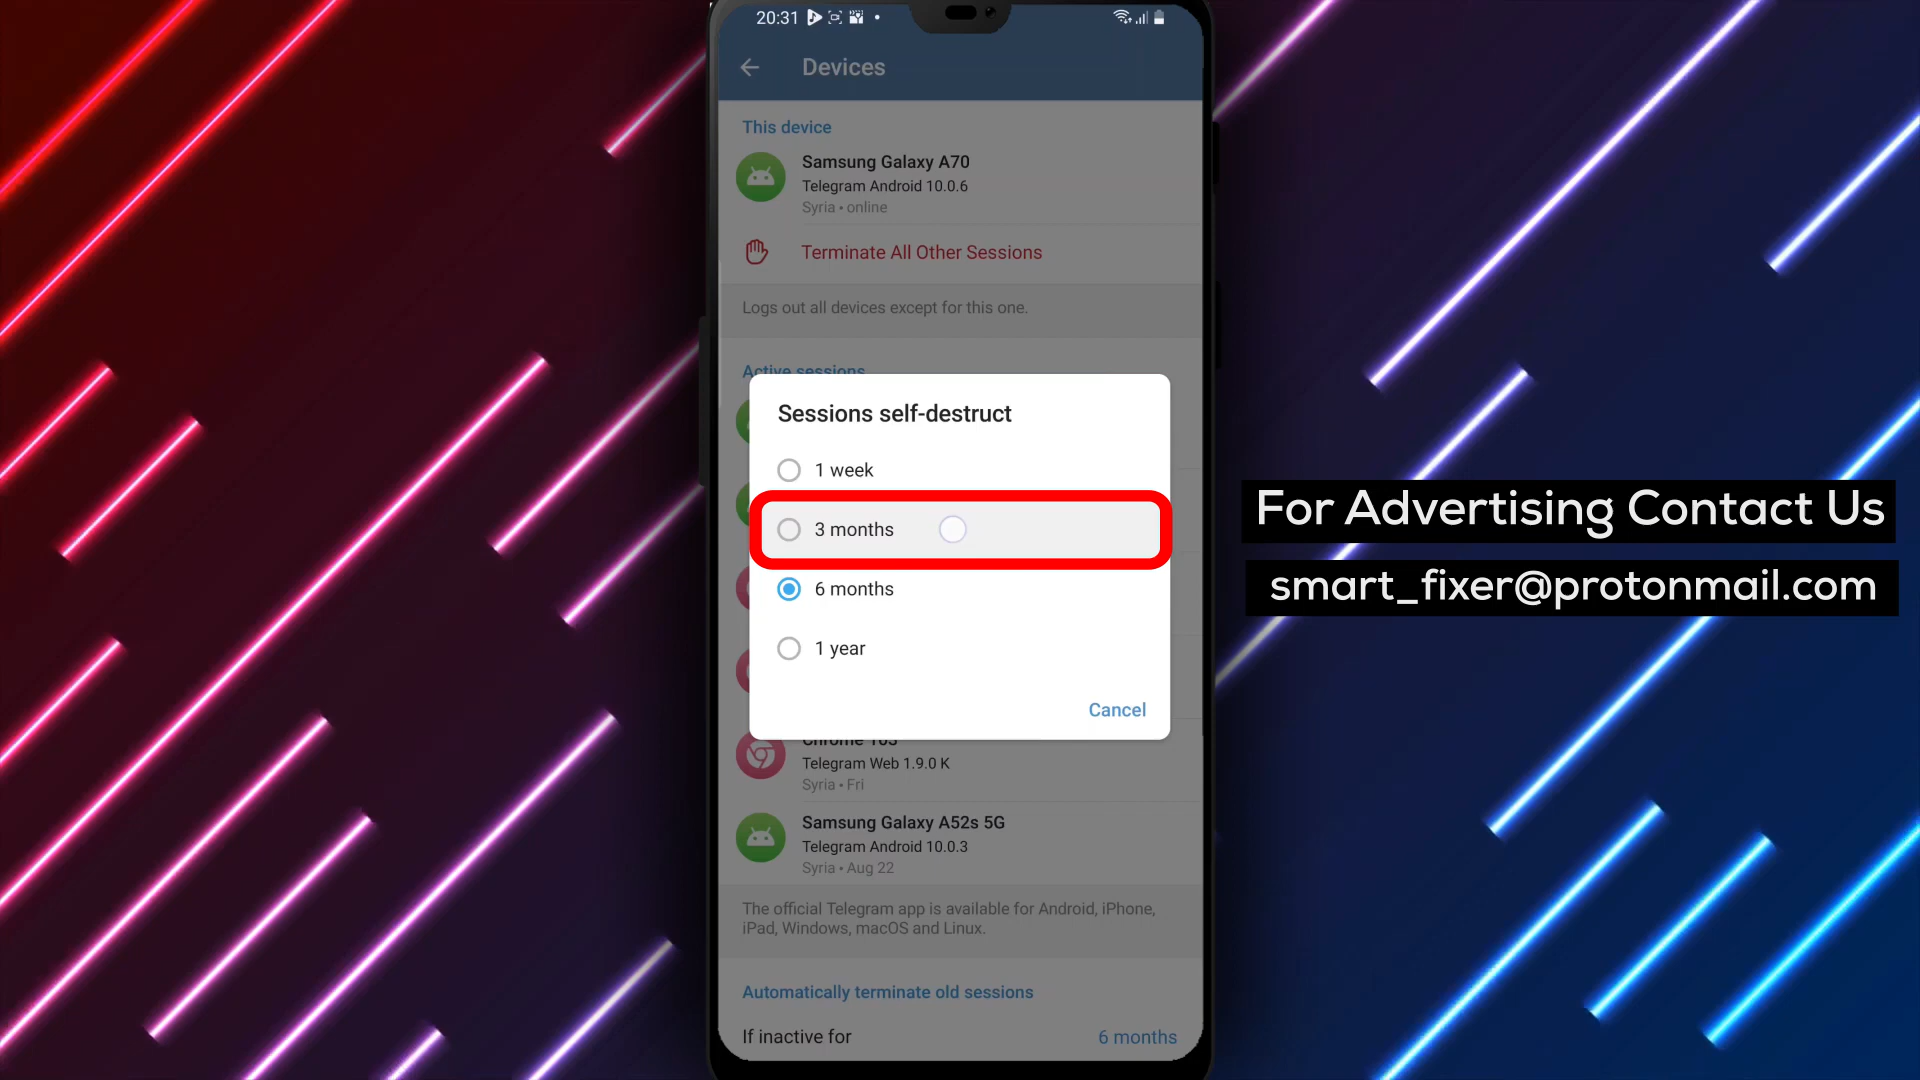 20:31
Devices
This device
Samsung Galaxy A70
Telegram Android 10.0.6
Syria • online
Terminate All Other Sessions
Logs out all devices except for this one.
Active sessions
Sessions self-destruct
1 week
3 months
6 months
1 year
Cancel
Chrome 103
Telegram Web 1.9.0 K
Syria • Fri
Samsung Galaxy A52s 5G
Telegram Android 10.0.3
Syria • Aug 22
The official Telegram app is available for Android, iPhone,
iPad, Windows, macOS and Linux.
Automatically terminate old sessions
If inactive for 6 months
For Advertising Contact Us
smart_fixer@protonmail.com